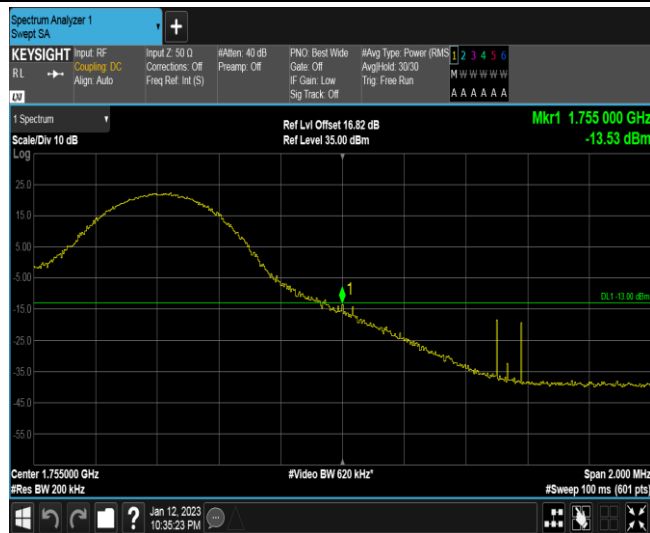 Spectrum Analyzer 1
Swept SA
KEYSIGHT
RL
LXI
Input: RF
Coupling: DC
Align: Auto
Input Z: 50 Ω
Corrections: Off
Freq Ref: Int (S)
#Atten: 40 dB
Preamp: Off
PNO: Best Wide
Gate: Off
IF Gain: Low
Sig Track: Off
#Avg Type: Power (RMS
Avg|Hold: 30/30
Trig: Free Run
1 2 3 4 5 6
M W W W W W
A A A A A A
1 Spectrum
Scale/Div 10 dB
Log
Ref Lvl Offset 16.82 dB
Ref Level 35.00 dBm
Mkr1 1.755 000 GHz
-13.53 dBm
25.0
15.0
5.00
-5.00
-15.0
-25.0
-35.0
-45.0
-55.0
1
DL1 -13.00 dBm
Center 1.755000 GHz
#Res BW 200 kHz
#Video BW 620 kHz*
Span 2.000 MHz
#Sweep 100 ms (601 pts)
?
Jan 12, 2023
10:35:23 PM